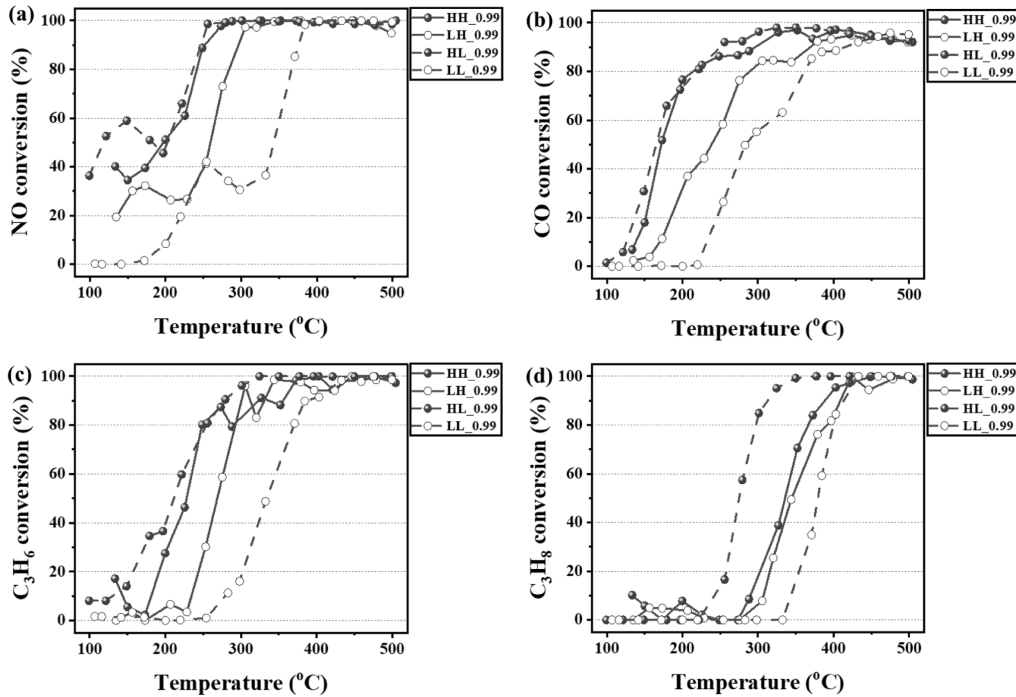 (a)
NO conversion (%)
100
80
60
40
20
0
100 200 300 400 500
Temperature (°C)
HH_0.99
LH_0.99
HL_0.99
LL_0.99
(b)
CO conversion (%)
100
80
60
40
20
0
100 200 300 400 500
Temperature (°C)
HH_0.99
LH_0.99
HL_0.99
LL_0.99
(c)
C₃H₆ conversion (%)
100
80
60
40
20
0
100 200 300 400 500
Temperature (°C)
HH_0.99
LH_0.99
HL_0.99
LL_0.99
(d)
C₃H₈ conversion (%)
100
80
60
40
20
0
100 200 300 400 500
Temperature (°C)
HH_0.99
LH_0.99
HL_0.99
LL_0.99